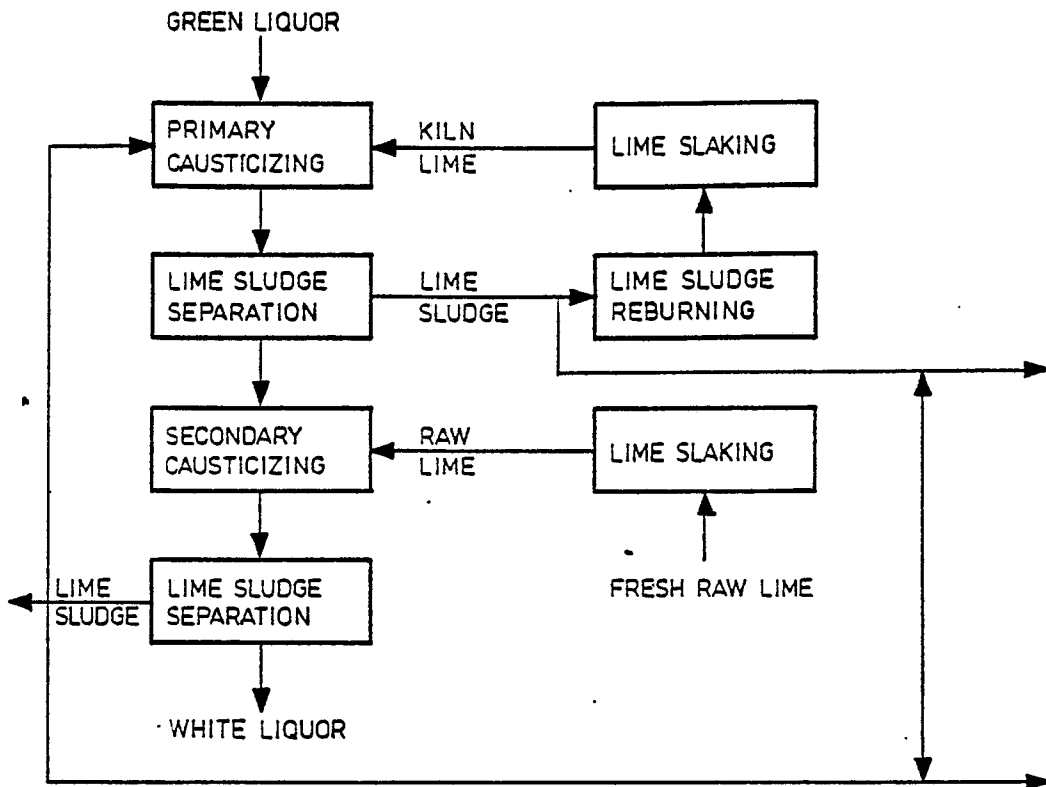 GREEN LIQUOR
PRIMARY
CAUSTICIZING
KILN
LIME
LIME SLAKING
LIME SLUDGE
SEPARATION
LIME
SLUDGE
LIME SLUDGE
REBURNING
SECONDARY
CAUSTICIZING
RAW
LIME
LIME SLAKING
LIME
SLUDGE
LIME SLUDGE
SEPARATION
FRESH RAW LIME
WHITE LIQUOR